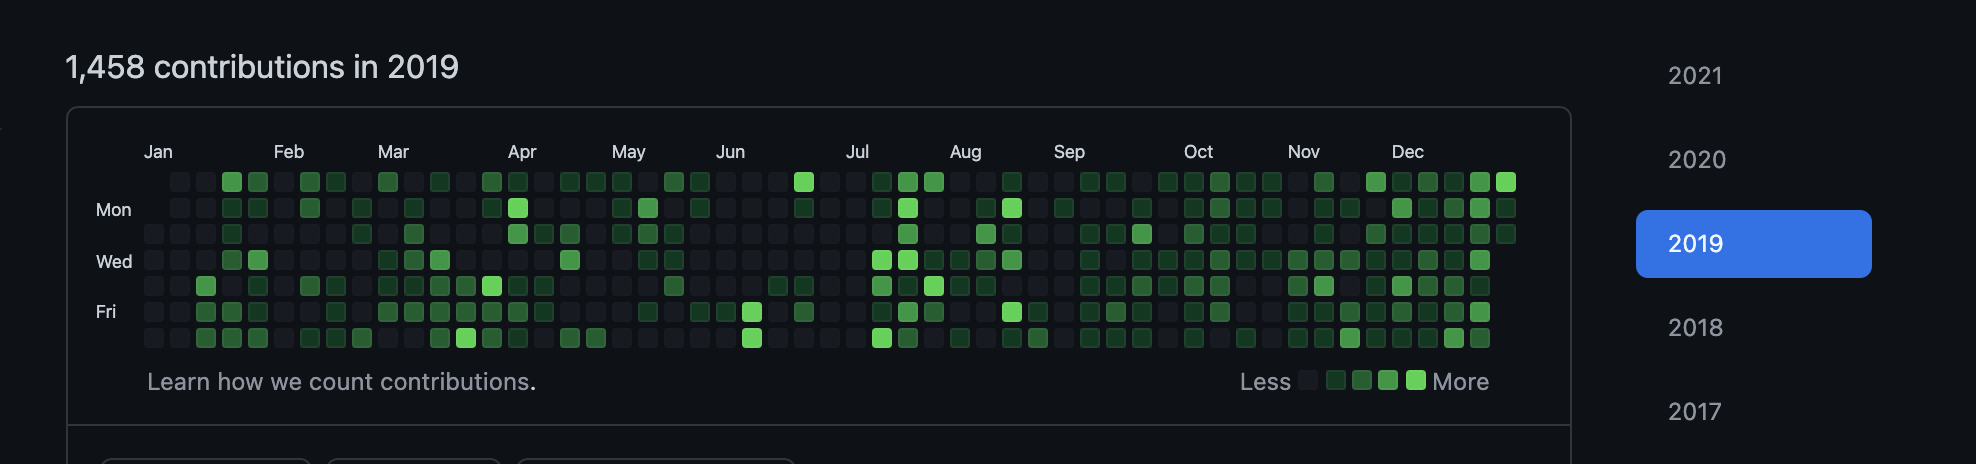 1,458 contributions in 2019
Jan Feb Mar Apr May Jun Jul Aug Sep Oct Nov Dec
Mon
Wed
Fri
Learn how we count contributions.
Less More
2021
2020
2019
2018
2017